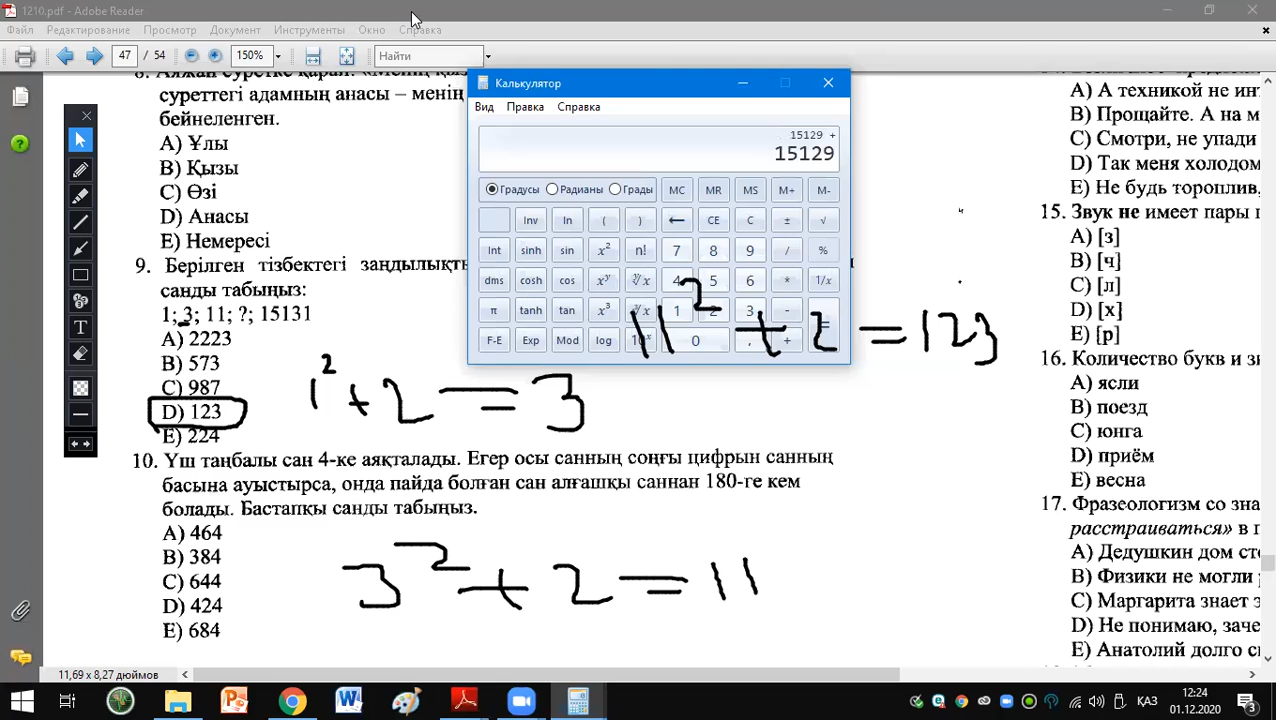 1210.pdf - Adobe Reader
Файл Редактирование Просмотр Документ Инструменты Окно Справка
47 / 54 150% Найти
8. Аяжан суретке қарап: «Менің
суреттегі адамның анасы – менің
бейнеленген.
A) Ұлы
B) Қызы
C) Өзі
D) Анасы
E) Немересі
9. Берілген тізбектегі
санды табыңыз:
1; 3; 11; ?; 15131
A) 2223
B) 573
C) 987
D) 123
E) 224
1² + 2 = 3
11² + 2 = 123
10. Үш таңбалы сан 4-ке аяқталады. Егер осы санның соңғы цифрын санның
басына ауыстырса, онда пайда болған сан алғашқы саннан 180-ге кем
болады. Бастапқы санды табыңыз.
A) 464
B) 384
C) 644
D) 424
E) 684
3² + 2 = 11
Калькулятор
Вид Правка Справка
15129 +
15129
Градусы Радианы Грады MC MR MS M+ M-
Inv ln ( ) ← CE C ± √
Int sinh sin x² n! 7 8 9 / %
dms cosh cos xʸ ʸ√x 4 5 6 * 1/x
π tanh tan x³ ³√x 1 2 3 - =
F-E Exp Mod log 10ˣ 0 , +
A) А техникой не
B) Прощайте. А на м
C) Смотри, не упади
D) Так меня холодом
E) Не будь тороплив,
15. Звук не имеет пары
A) [з]
B) [ч]
C) [л]
D) [х]
E) [р]
16. Количество букв и
A) ясли
B) поезд
C) юнга
D) приём
E) весна
17. Фразеологизм со
расстраиваться» в
A) Дедушкин дом
B) Физики не могли
C) Маргарита знает
D) Не понимаю, заче
E) Анатолий долго
11,69 x 8,27 дюймов
ҚАЗ
12:24
01.12.2020